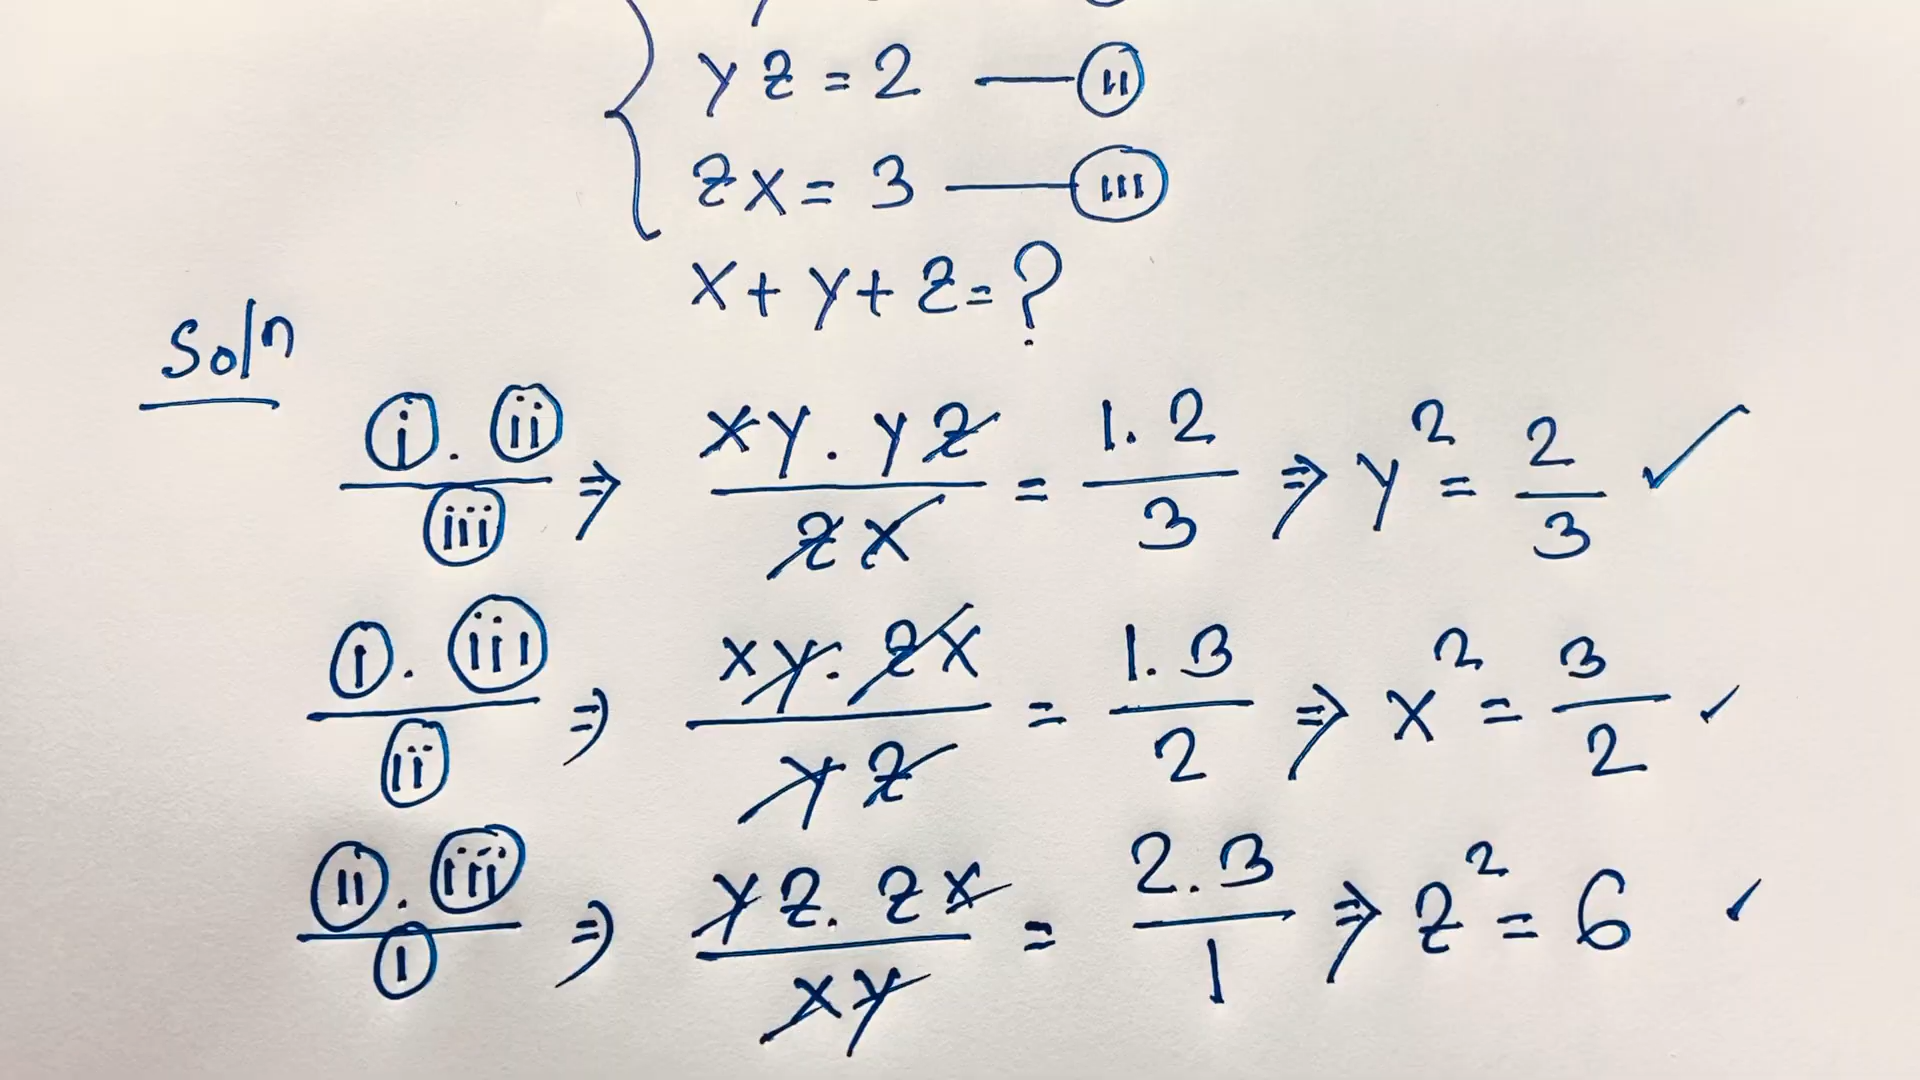 yz = 2 — (ii)
zx = 3 — (iii)
x + y + z = ?
Soln
(i) . (ii) / (iii) ⇒ xy . yz / zx = 1 . 2 / 3 ⇒ y² = 2/3 ✓
(i) . (iii) / (ii) ⇒ xy . zx / yz = 1 . 3 / 2 ⇒ x² = 3/2 ✓
(ii) . (iii) / (i) ⇒ yz . zx / xy = 2 . 3 / 1 ⇒ z² = 6 ✓